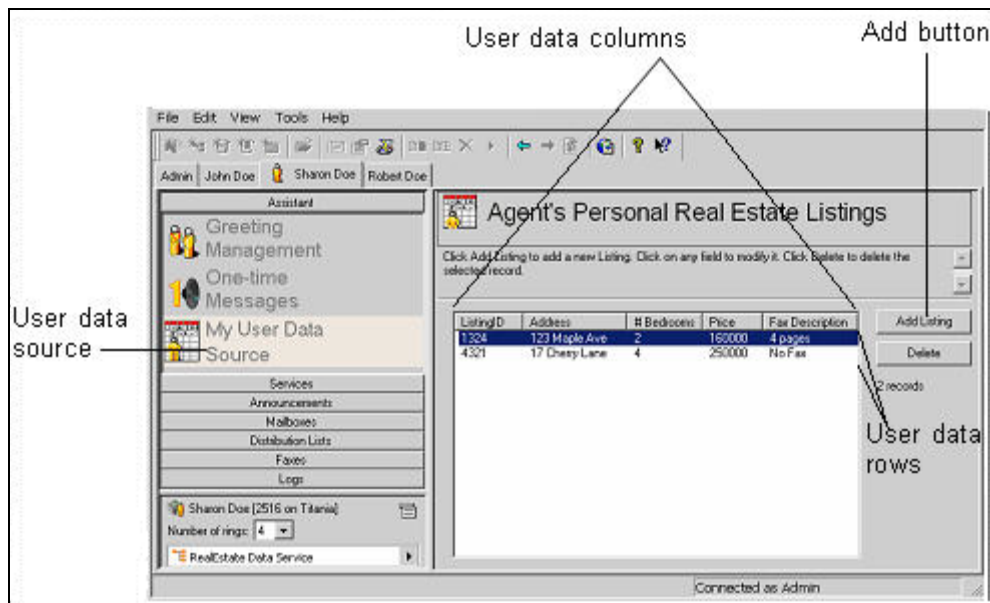 User data columns
Add button
File Edit View Tools Help
Admin John Doe Sharon Doe Robert Doe
Assistant
Greeting
Management
One-time
Messages
My User Data
Source
Services
Announcements
Mailboxes
Distribution Lists
Faxes
Logs
Sharon Doe [2516 on Titania]
Number of rings: 4
RealEstate Data Service
Agent's Personal Real Estate Listings
Click Add Listing to add a new Listing. Click on any field to modify it. Click Delete to delete the
selected record.
ListingID Address # Bedrooms Price Fax Description
1324 123 Maple Ave 2 160000 4 pages
4321 17 Cherry Lane 4 250000 No Fax
Add Listing
Delete
2 records
User data
source
User data
rows
Connected as Admin